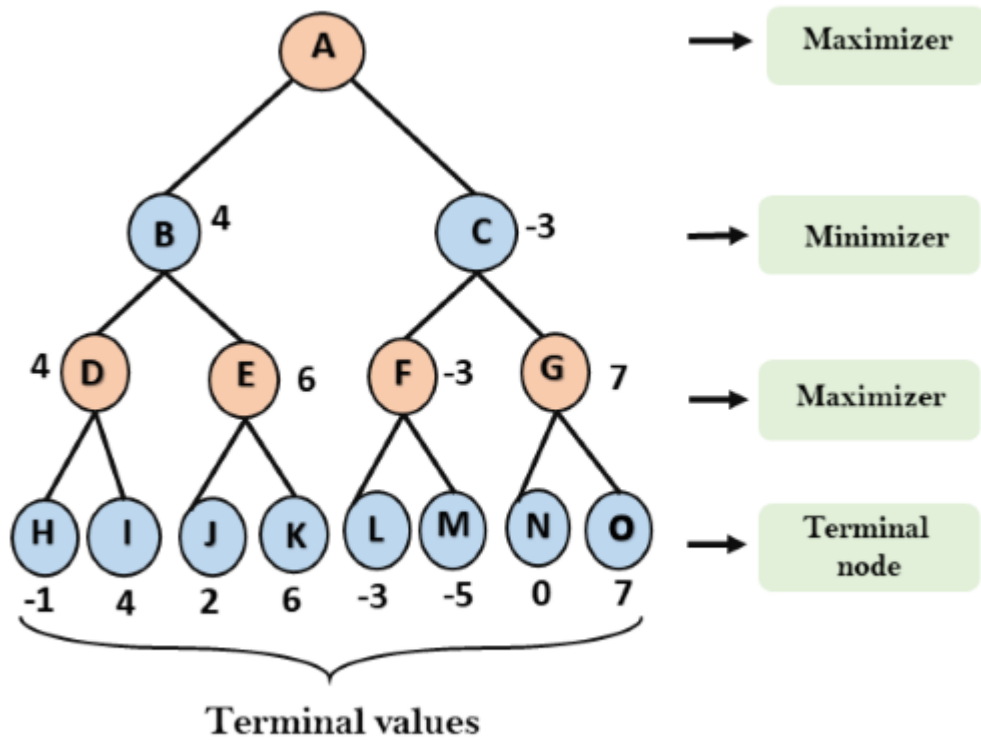 A
Maximizer
B 4
C -3
Minimizer
4 D
E 6
F -3
G 7
Maximizer
H I J K L M N O
Terminal
node
-1 4 2 6 -3 -5 0 7
Terminal values